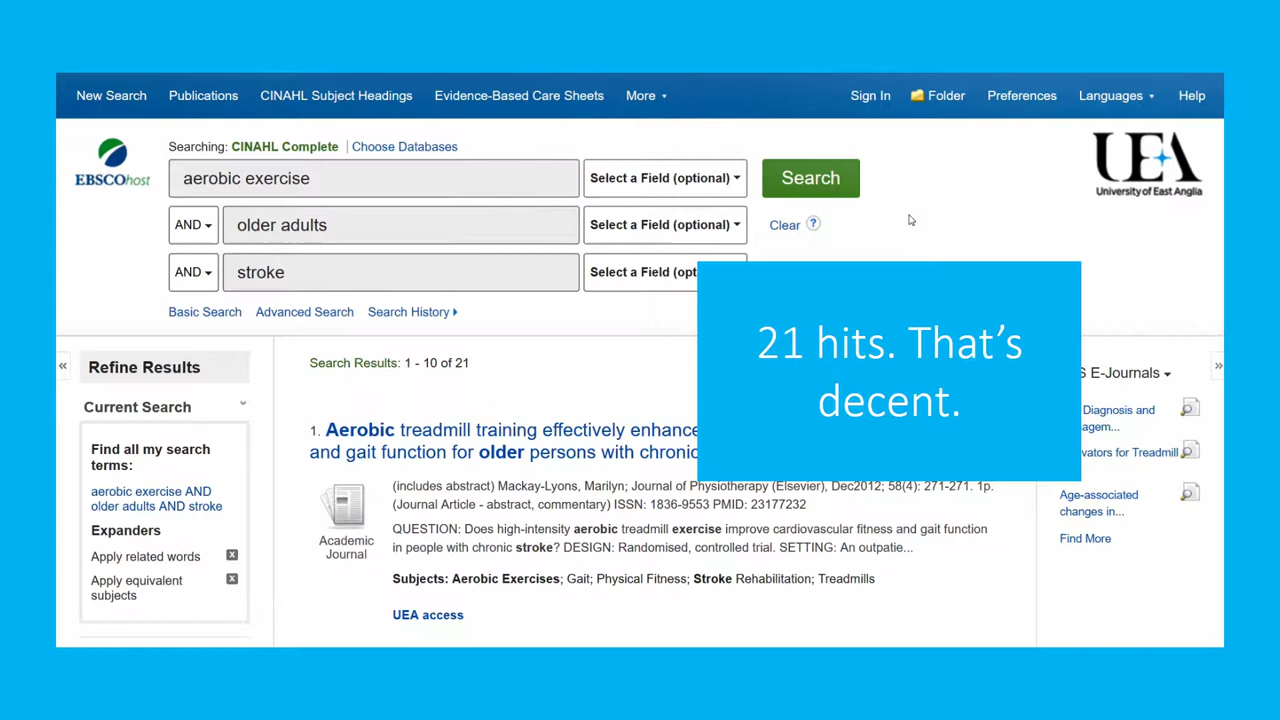 New Search Publications CINAHL Subject Headings Evidence-Based Care Sheets More Sign In Folder Preferences Languages Help
Searching: CINAHL Complete | Choose Databases
EBSCOhost
aerobic exercise Select a Field (optional) Search
AND older adults Select a Field (optional) Clear ?
AND stroke Select a Field
UEA
University of East Anglia
Basic Search Advanced Search Search History
21 hits. That's
decent.
Refine Results
Current Search
Find all my search
terms:
aerobic exercise AND
older adults AND stroke
Expanders
Apply related words
Apply equivalent
subjects
Search Results: 1 - 10 of 21
1. Aerobic treadmill training effectively
and gait function for older persons with
Academic
Journal
(includes abstract) Mackay-Lyons, Marilyn; Journal of Physiotherapy (Elsevier), Dec2012; 58(4): 271-271. 1p.
(Journal Article - abstract, commentary) ISSN: 1836-9553 PMID: 23177232
QUESTION: Does high-intensity aerobic treadmill exercise improve cardiovascular fitness and gait function
in people with chronic stroke? DESIGN: Randomised, controlled trial. SETTING: An outpatie...
Subjects: Aerobic Exercises; Gait; Physical Fitness; Stroke Rehabilitation; Treadmills
UEA access
E-Journals
Diagnosis and
for Treadmill
Age-associated
changes in...
Find More